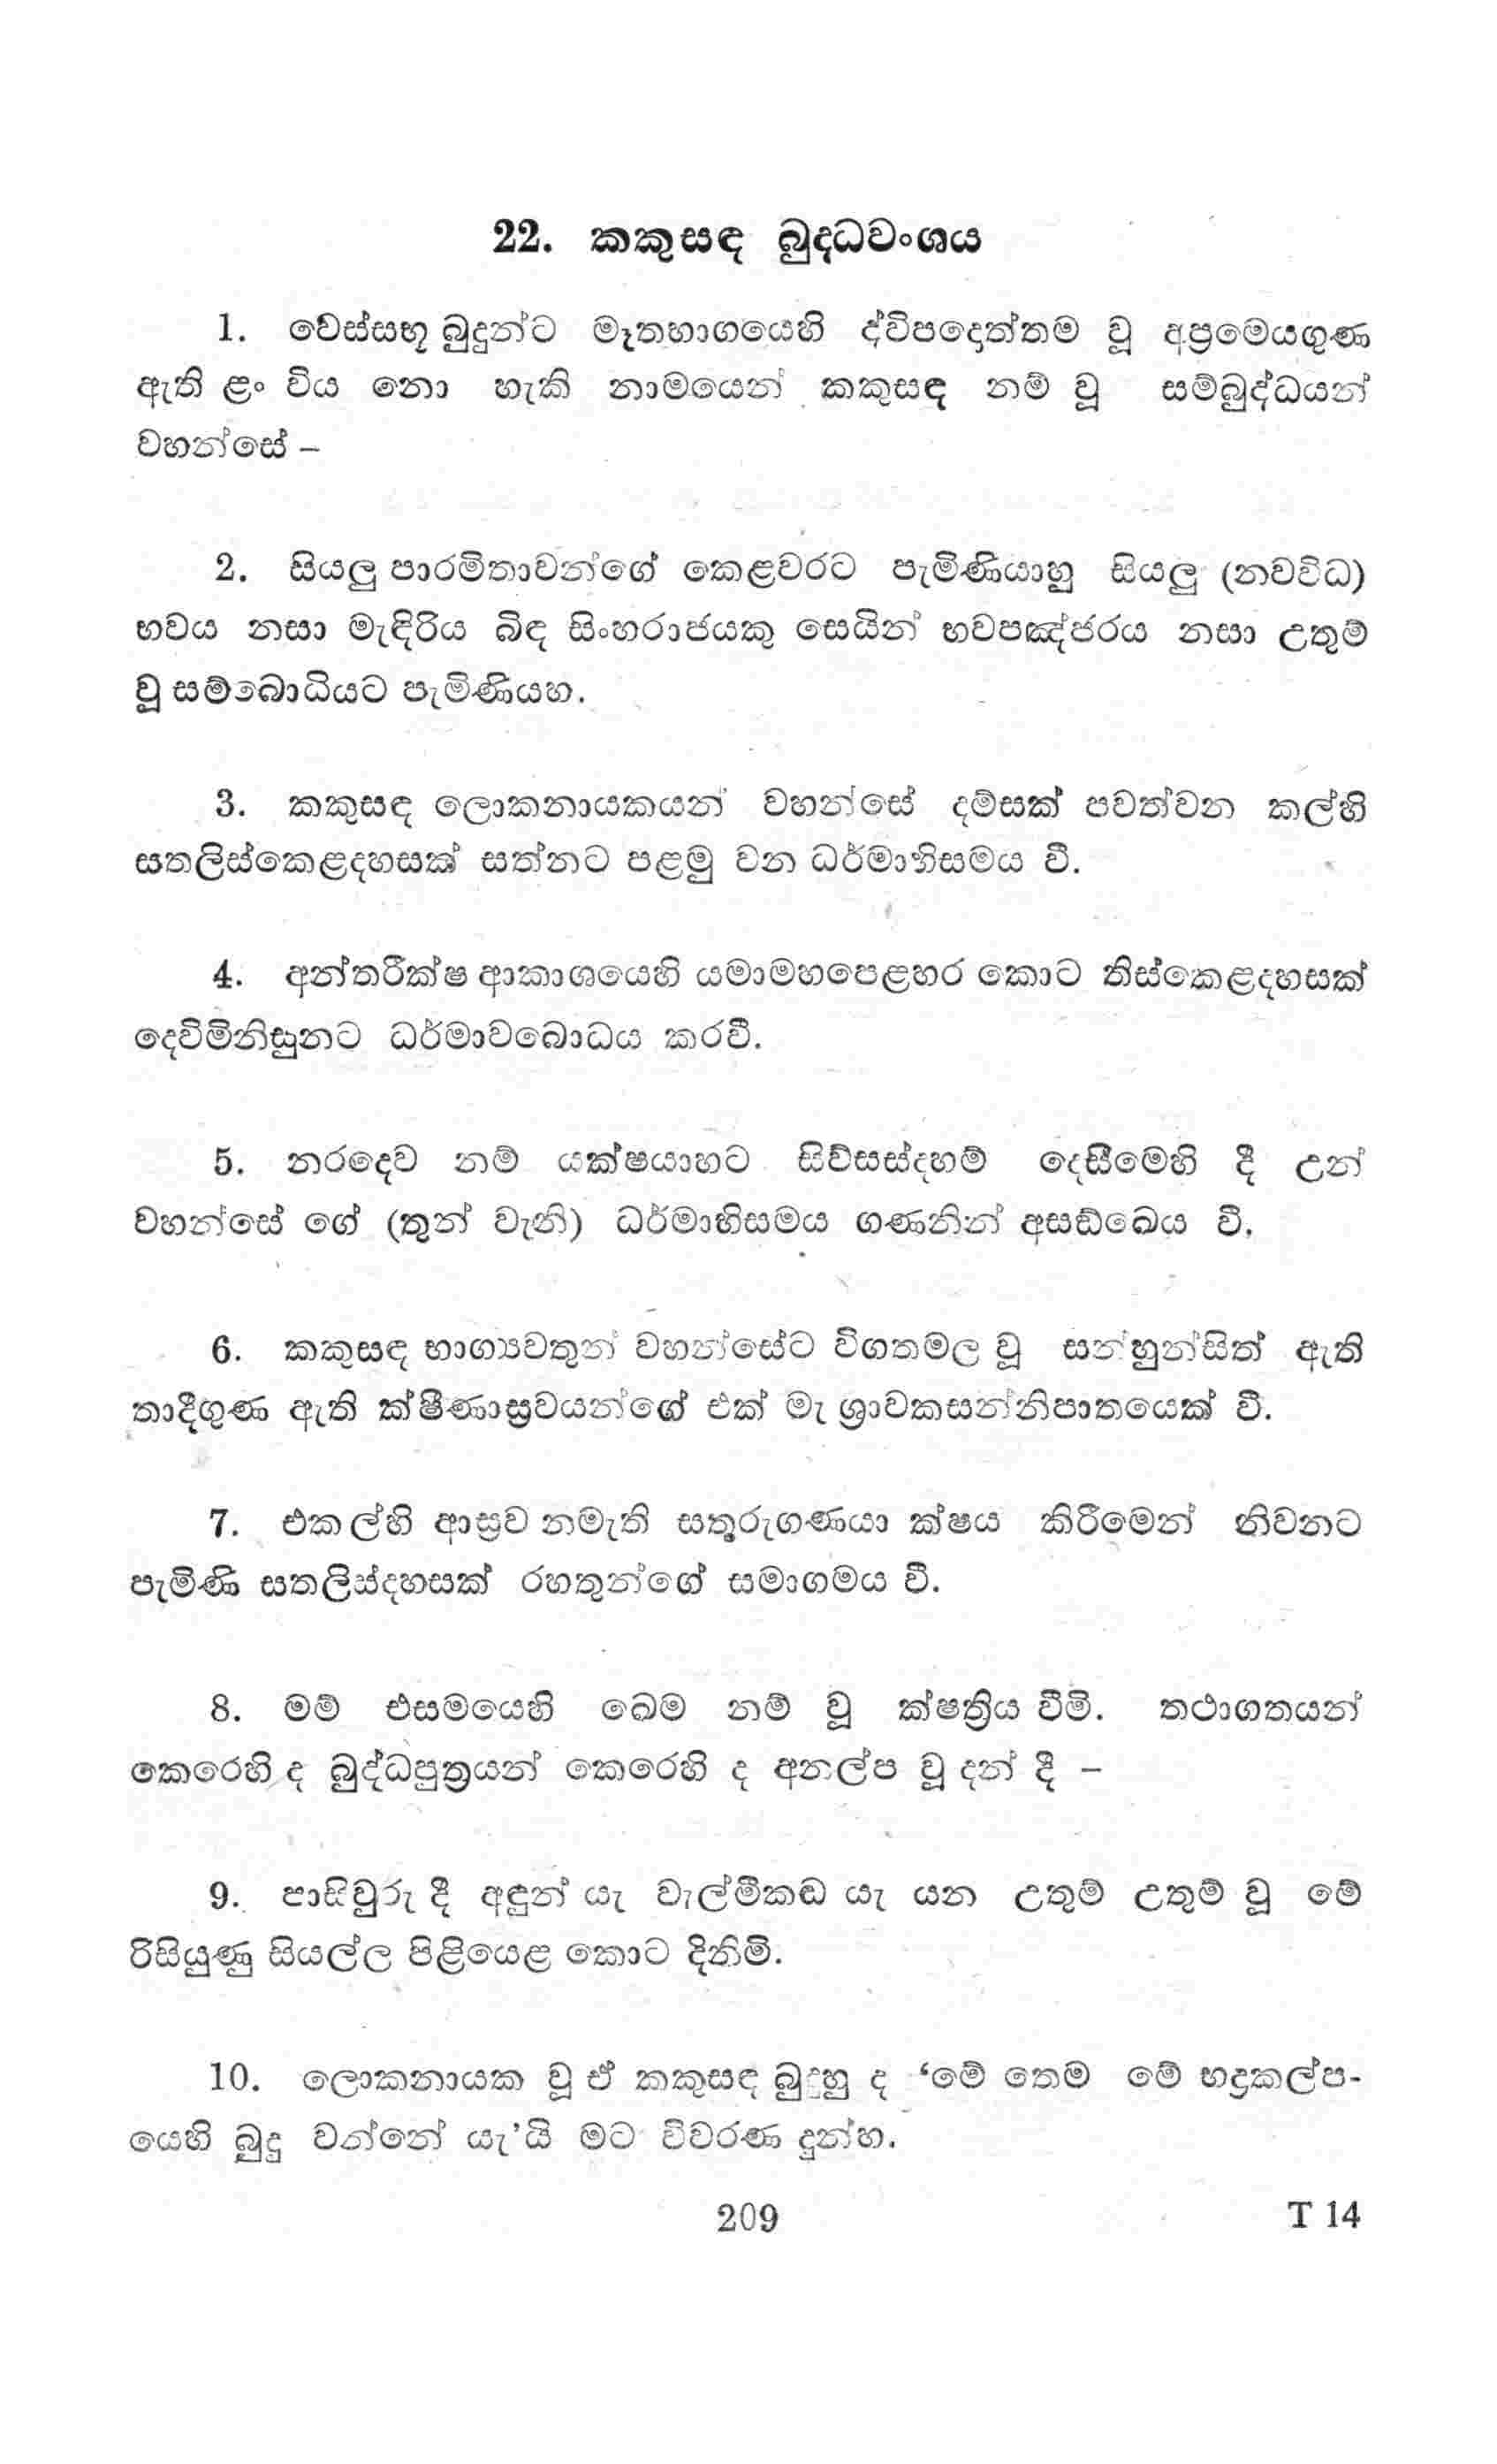 22. කකුසඳ බුද්ධවංශය
1. වෙස්සභූ බුදුන්ට මෑතභාගයෙහි ද්විපදොත්තම වූ අප්‍රමෙයගුණ
ඇති ළං විය නො හැකි නාමයෙන් කකුසඳ නම් වූ සම්බුද්ධයන්
වහන්සේ –
2. සියලු පාරමිතාවන්ගේ කෙළවරට පැමිණියාහු සියලු (නවවිධ)
භවය නසා මැඳිරිය බිඳ සිංහරාජයකු සෙයින් භවපඤ්ජරය නසා උතුම්
වූ සම්බොධියට පැමිණියහ.
3. කකුසඳ ලොකනායකයන් වහන්සේ දම්සක් පවත්වන කල්හි
සතලිස්කෙළදහසක් සත්නට පළමු වන ධර්මාභිසමය වී.
4. අන්තරීක්ෂ ආකාශයෙහි යමාමහපෙළහර කොට තිස්කෙළදහසක්
දෙවිමිනිසුනට ධර්මාවබොධය කරවී.
5. නරදෙව නම් යක්ෂයාහට සිව්සස්දහම් දෙසීමෙහි දී උන්
වහන්සේ ගේ (තුන් වැනි) ධර්මාභිසමය ගණනින් අසඞ්ඛෙය වී.
6. කකුසඳ භාග්‍යවතුන් වහන්සේට විගතමල වූ සන්හුන්සිත් ඇති
තාදීගුණ ඇති ක්ෂීණාස්‍රවයන්ගේ එක් මැ ශ්‍රාවකසන්නිපාතයෙක් වී.
7. එකල්හි ආස්‍රව නමැති සතුරුගණයා ක්ෂය කිරීමෙන් නිවනට
පැමිණි සතලිස්දහසක් රහතුන්ගේ සමාගමය වී.
8. මම් එසමයෙහි ඛෙම නම් වූ ක්ෂත්‍රිය වීමි. තථාගතයන්
කෙරෙහි ද බුද්ධපුත්‍රයන් කෙරෙහි ද අනල්ප වූ දන් දී –
9. පාසිවුරු දී අඳුන් යැ වැල්මීකඬ යැ යන උතුම් උතුම් වූ මේ
රිසියුණු සියල්ල පිළියෙළ කොට දිනිමි.
10. ලොකනායක වූ ඒ කකුසඳ බුදුහු ද ‘මේ තෙම මේ භද්‍රකල්ප-
යෙහි බුදු වන්නේ යැ’යි මට විවරණ දුන්හ.
209
T 14